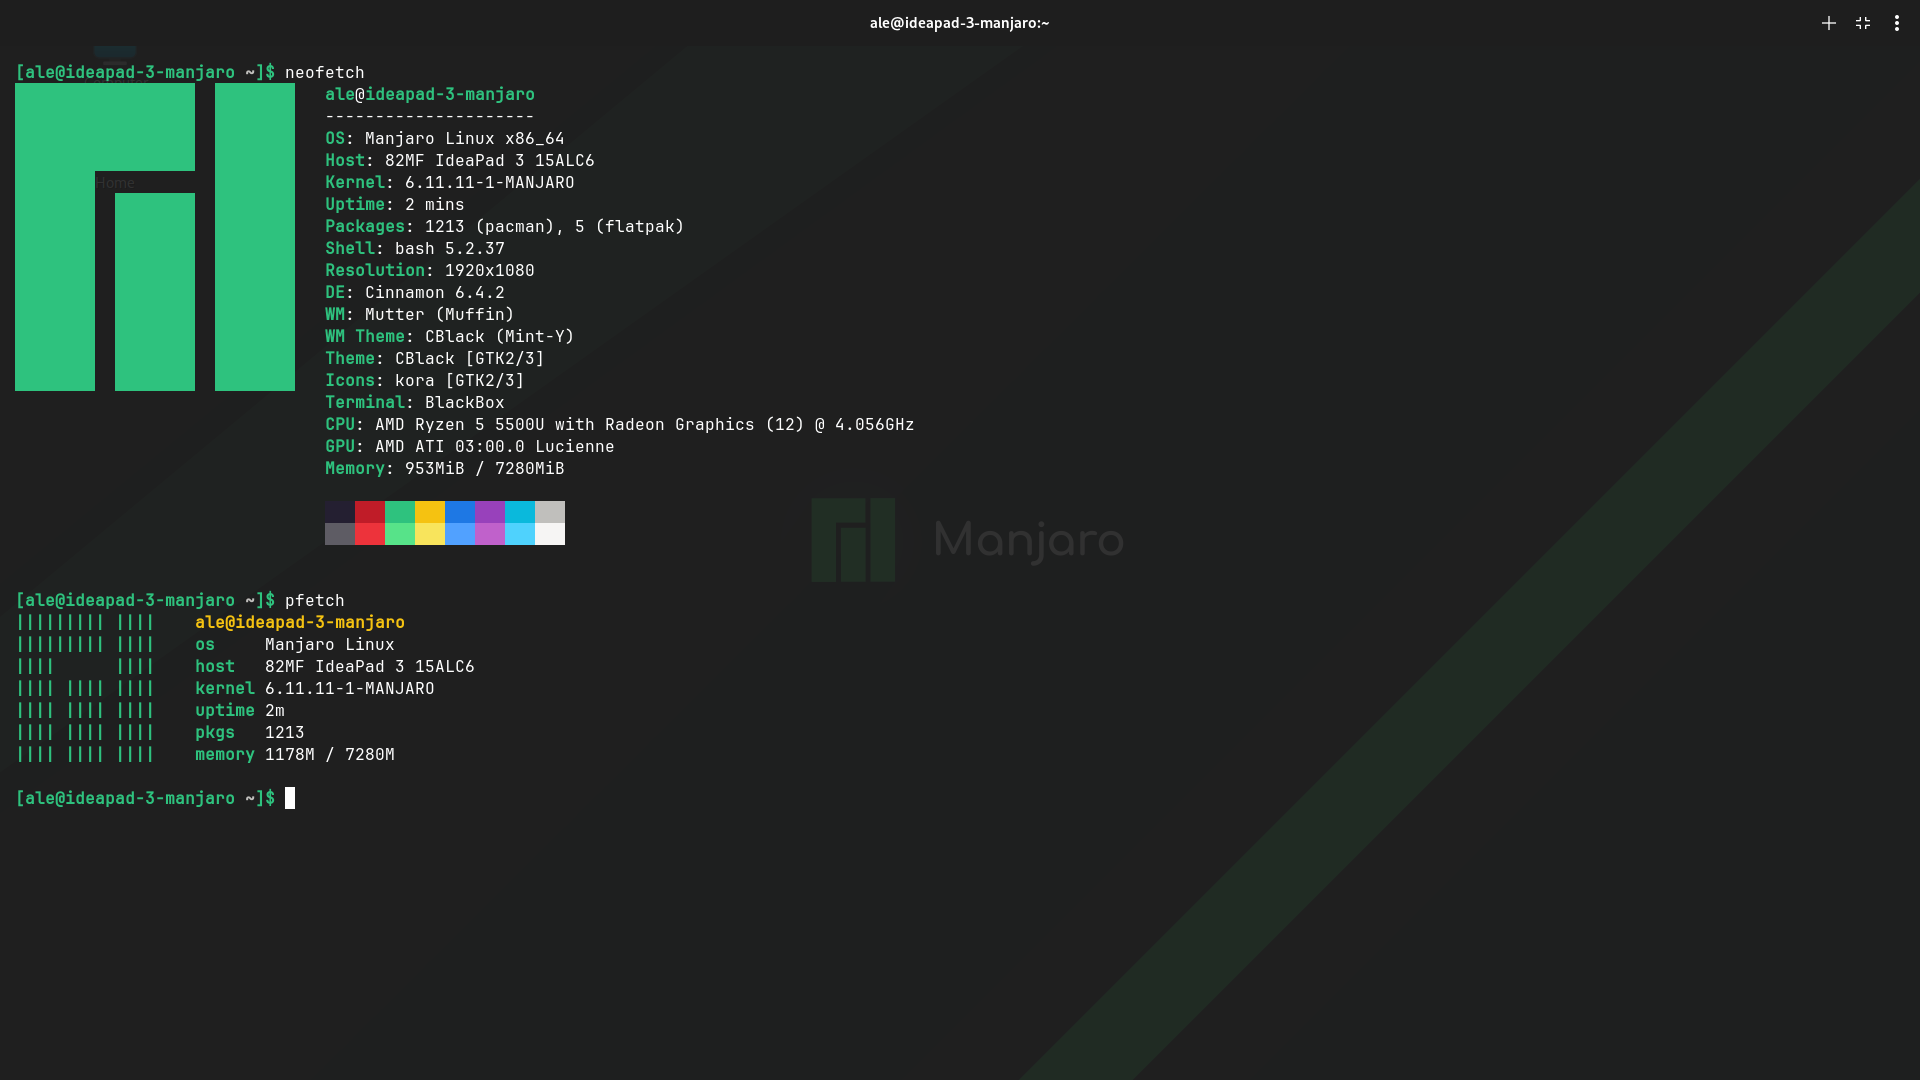 ale@ideapad-3-manjaro:~
[ale@ideapad-3-manjaro ~]$ neofetch
ale@ideapad-3-manjaro
---------------------
OS: Manjaro Linux x86_64
Host: 82MF IdeaPad 3 15ALC6
Home
Kernel: 6.11.11-1-MANJARO
Uptime: 2 mins
Packages: 1213 (pacman), 5 (flatpak)
Shell: bash 5.2.37
Resolution: 1920x1080
DE: Cinnamon 6.4.2
WM: Mutter (Muffin)
WM Theme: CBlack (Mint-Y)
Theme: CBlack [GTK2/3]
Icons: kora [GTK2/3]
Terminal: BlackBox
CPU: AMD Ryzen 5 5500U with Radeon Graphics (12) @ 4.056GHz
GPU: AMD ATI 03:00.0 Lucienne
Memory: 953MiB / 7280MiB
Manjaro
[ale@ideapad-3-manjaro ~]$ pfetch
||||||||| ||||    ale@ideapad-3-manjaro
||||||||| ||||    os     Manjaro Linux
||||      ||||    host   82MF IdeaPad 3 15ALC6
|||| |||| ||||    kernel 6.11.11-1-MANJARO
|||| |||| ||||    uptime 2m
|||| |||| ||||    pkgs   1213
|||| |||| ||||    memory 1178M / 7280M
[ale@ideapad-3-manjaro ~]$